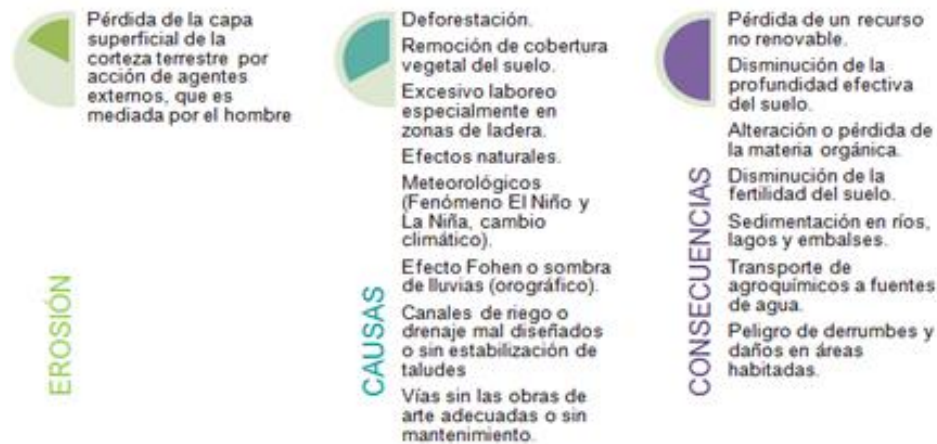 Pérdida de la capa
superficial de la
corteza terrestre por
acción de agentes
externos, que es
mediada por el hombre
EROSIÓN
Deforestación.
Remoción de cobertura
vegetal del suelo.
Excesivo laboreo
especialmente en
zonas de ladera.
Efectos naturales.
Meteorológicos
(Fenómeno El Niño y
La Niña, cambio
climático).
Efecto Fohen o sombra
de lluvias (orográfico).
Canales de riego o
drenaje mal diseñados
o sin estabilización de
taludes
Vías sin las obras de
arte adecuadas o sin
mantenimiento.
CAUSAS
Pérdida de un recurso
no renovable.
Disminución de la
profundidad efectiva
del suelo.
Alteración o pérdida de
la materia orgánica.
Disminución de la
fertilidad del suelo.
Sedimentación en ríos,
lagos y embalses.
Transporte de
agroquímicos a fuentes
de agua.
Peligro de derrumbes y
daños en áreas
habitadas.
CONSECUENCIAS